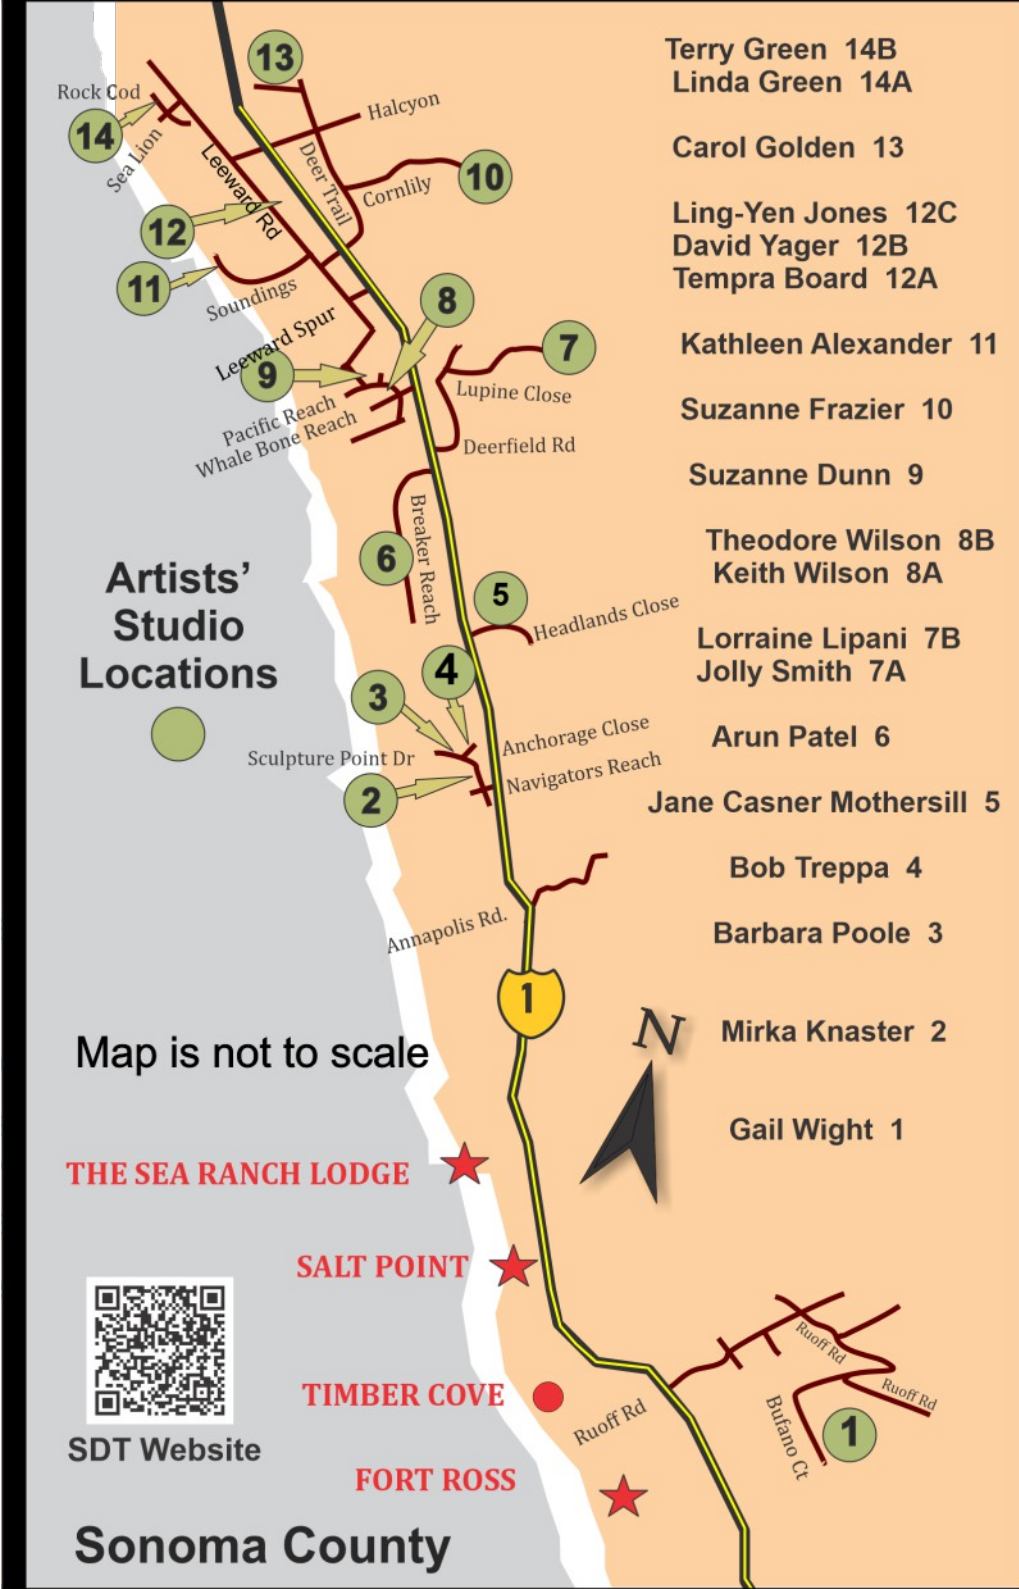 Terry Green 14B
Linda Green 14A
Carol Golden 13
Ling-Yen Jones 12C
David Yager 12B
Tempra Board 12A
Kathleen Alexander 11
Suzanne Frazier 10
Suzanne Dunn 9
Theodore Wilson 8B
Keith Wilson 8A
Lorraine Lipani 7B
Jolly Smith 7A
Arun Patel 6
Jane Casner Mothersill 5
Bob Treppa 4
Barbara Poole 3
Mirka Knaster 2
Gail Wight 1
13
Rock Cod
Halcyon
14
Sea Lion
Leeward Rd
Deer Trail
Cornlily
10
12
11
Soundings
8
Leeward Spur
7
9
Lupine Close
Pacific Reach
Whale Bone Reach
Deerfield Rd
Breaker Reach
6
5
Headlands Close
Artists’
Studio
Locations
4
3
Anchorage Close
Sculpture Point Dr
Navigators Reach
2
Annapolis Rd.
1
N
Map is not to scale
THE SEA RANCH LODGE
SALT POINT
TIMBER COVE
Ruoff Rd
Ruoff Rd
Ruoff Rd
Bufano Ct
1
SDT Website
FORT ROSS
Sonoma County